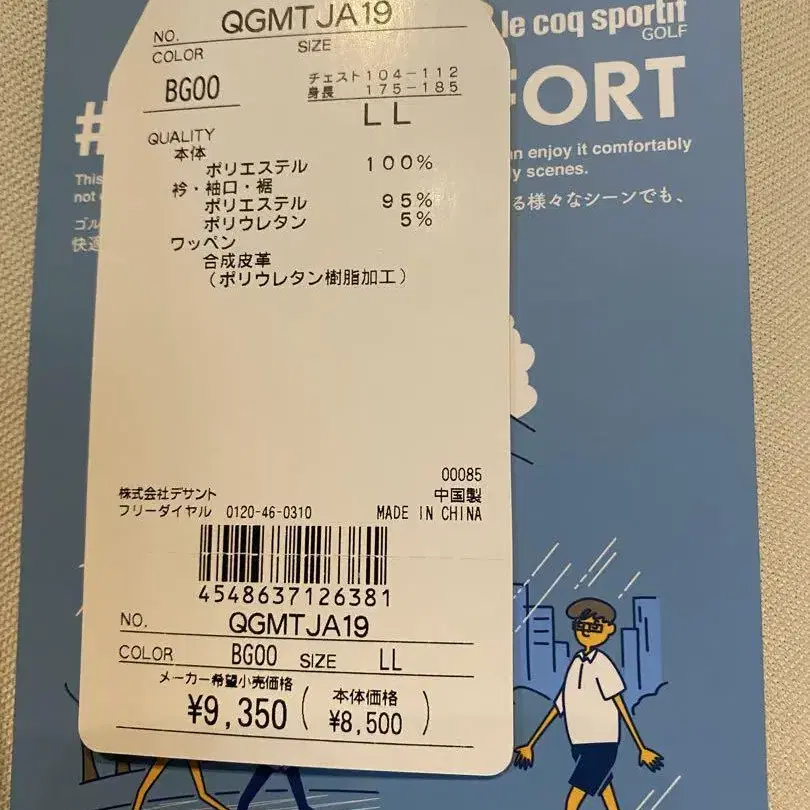 NO. QGMTJA19
COLOR SIZE
BG00
チェスト104-112
身長 175-185
LL
QUALITY
本体
ポリエステル 100%
衿・袖口・裾
ポリエステル 95%
ポリウレタン 5%
ワッペン
合成皮革
(ポリウレタン樹脂加工)
00085
株式会社デサント 中国製
フリーダイヤル 0120-46-0310 MADE IN CHINA
4548637126381
NO. QGMTJA19
COLOR BG00 SIZE LL
メーカー希望小売価格
¥9,350 ( 本体価格
¥8,500 )
le coq sportif
GOLF
# FORT
This n enjoy it comfortably
not y scenes.
ゴル る様々なシーンでも、
快適